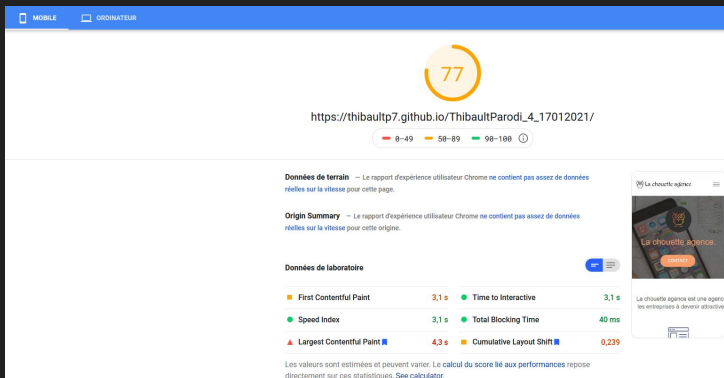 MOBILE
ORDINATEUR
77
https://thibaultp7.github.io/ThibaultParodi_4_17012021/
0–49 50–89 90–100
Données de terrain — Le rapport d'expérience utilisateur Chrome ne contient pas assez de données
réelles sur la vitesse pour cette page.
Origin Summary — Le rapport d'expérience utilisateur Chrome ne contient pas assez de données
réelles sur la vitesse pour cette origine.
Données de laboratoire
First Contentful Paint 3,1 s
Time to Interactive 3,1 s
Speed Index 3,1 s
Total Blocking Time 40 ms
Largest Contentful Paint 4,3 s
Cumulative Layout Shift 0,239
Les valeurs sont estimées et peuvent varier. Le calcul du score lié aux performances repose
directement sur ces statistiques. See calculator.
La chouette agence
La chouette agence
CONTACT
La chouette agence est une agenc
les entreprises à devenir attractive